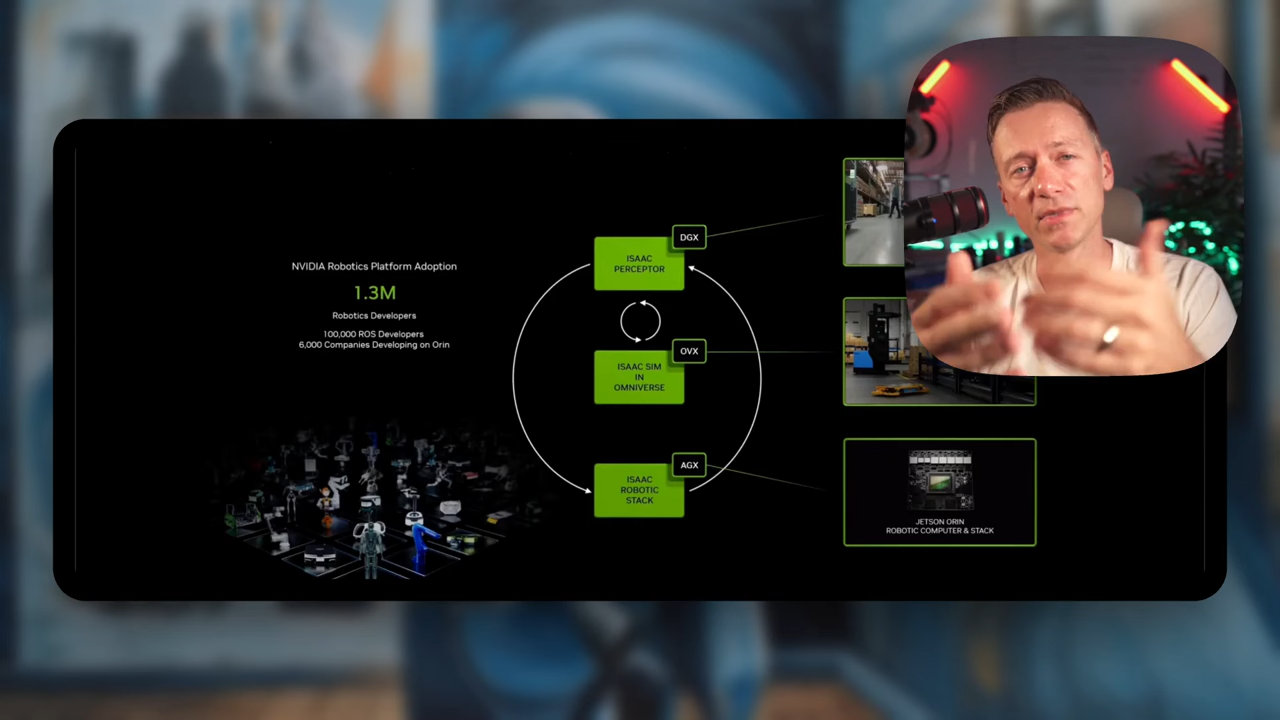 NVIDIA Robotics Platform Adoption
1.3M
Robotics Developers
100,000 ROS Developers
6,000 Companies Developing on Orin
DGX
ISAAC
PERCEPTOR
OVX
ISAAC SIM
IN
OMNIVERSE
AGX
ISAAC
ROBOTIC
STACK
JETSON ORIN
ROBOTIC COMPUTER & STACK